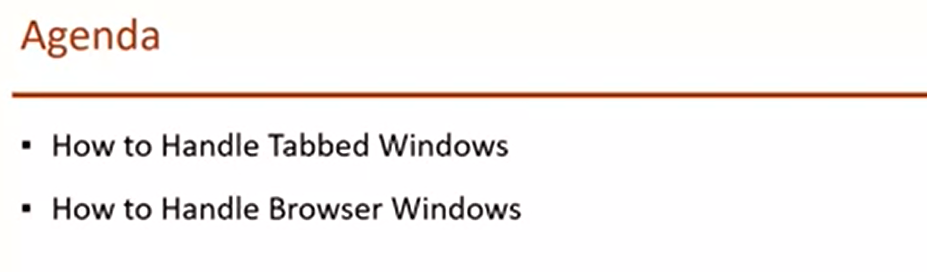 Agenda
▪ How to Handle Tabbed Windows
▪ How to Handle Browser Windows